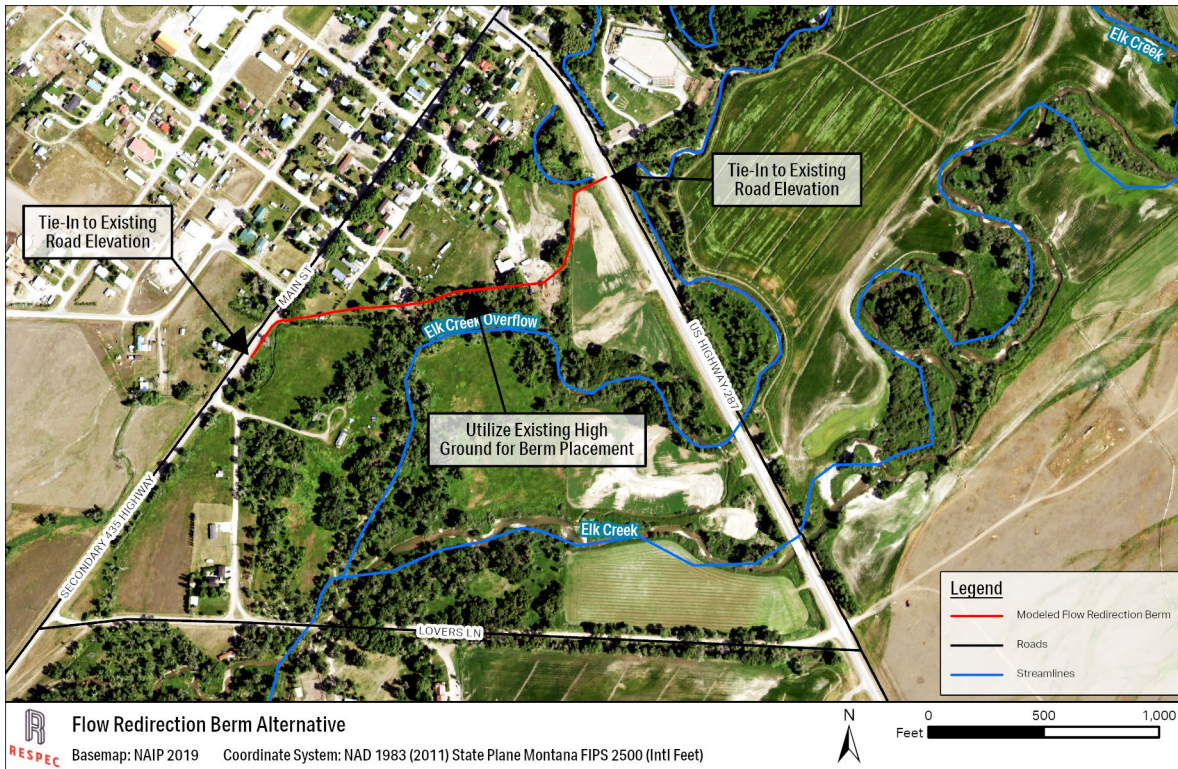 Elk Creek
Tie-In to Existing
Road Elevation
Tie-In to Existing
Road Elevation
MAIN ST
Elk Creek Overflow
US HIGHWAY 287
Utilize Existing High
Ground for Berm Placement
SECONDARY 435 HIGHWAY
Elk Creek
LOVERS LN
Legend
Modeled Flow Redirection Berm
Roads
Streamlines
RESPEC
Flow Redirection Berm Alternative
Basemap: NAIP 2019 Coordinate System: NAD 1983 (2011) State Plane Montana FIPS 2500 (Intl Feet)
N
0 500 1,000
Feet